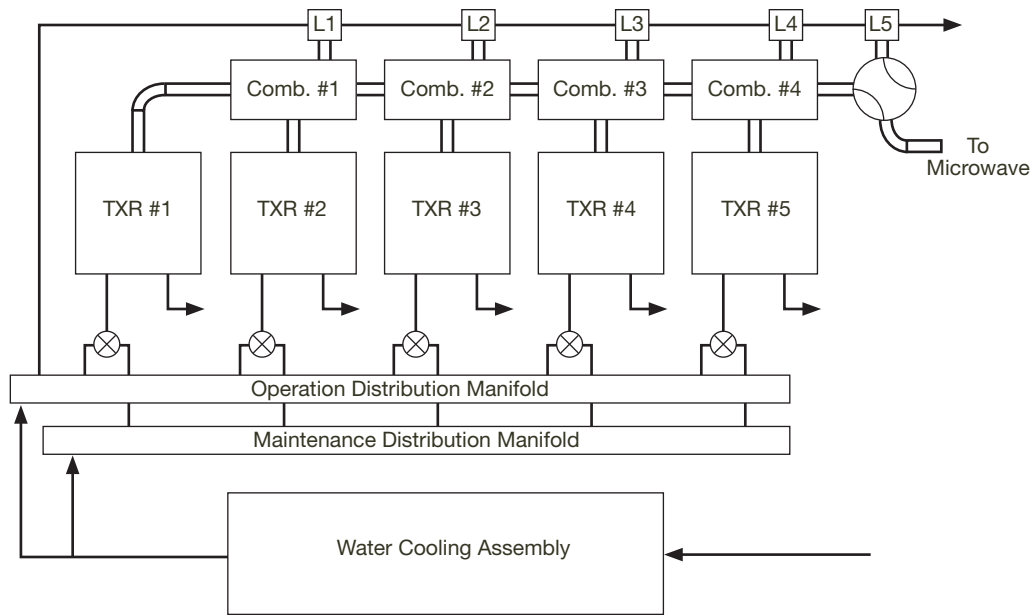 L1
L2
L3
L4
L5
Comb. #1
Comb. #2
Comb. #3
Comb. #4
To
Microwave
TXR #1
TXR #2
TXR #3
TXR #4
TXR #5
Operation Distribution Manifold
Maintenance Distribution Manifold
Water Cooling Assembly